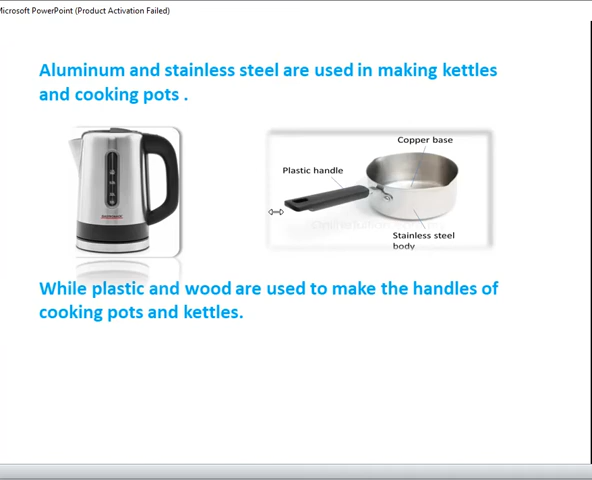 Microsoft PowerPoint (Product Activation Failed)
Aluminum and stainless steel are used in making kettles
and cooking pots .
Copper base
Plastic handle
Stainless steel
body
While plastic and wood are used to make the handles of
cooking pots and kettles.